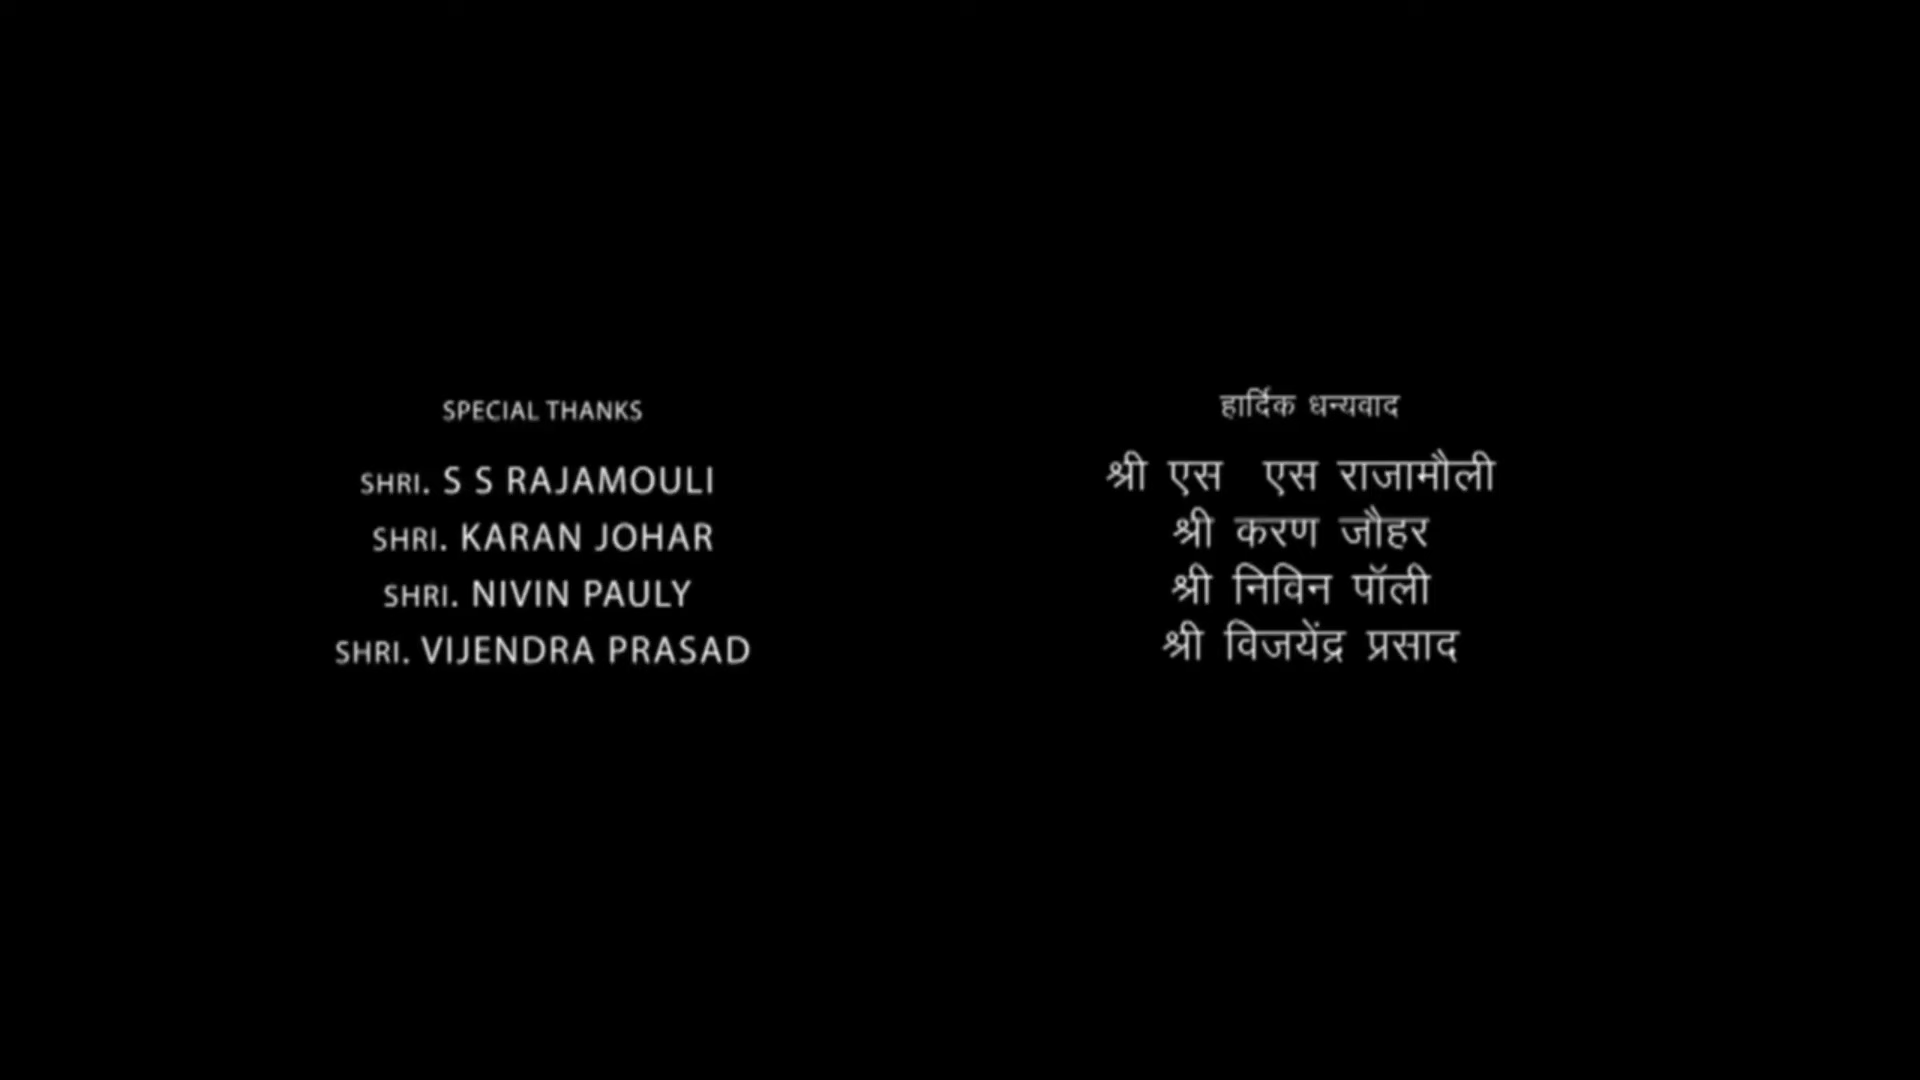 SPECIAL THANKS
SHRI. S S RAJAMOULI
SHRI. KARAN JOHAR
SHRI. NIVIN PAULY
SHRI. VIJENDRA PRASAD
हार्दिक धन्यवाद
श्री एस एस राजामौली
श्री करण जौहर
श्री निविन पॉली
श्री विजयेंद्र प्रसाद